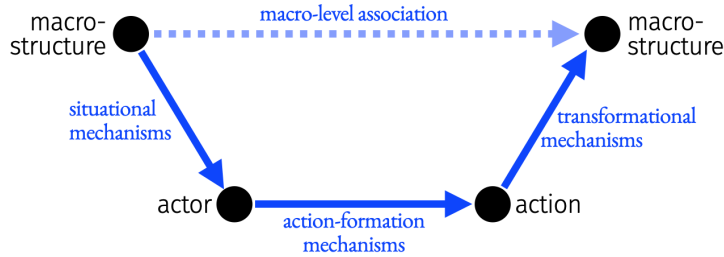 macro-level association
macro-
structure
macro-
structure
situational
mechanisms
transformational
mechanisms
actor
action
action-formation
mechanisms